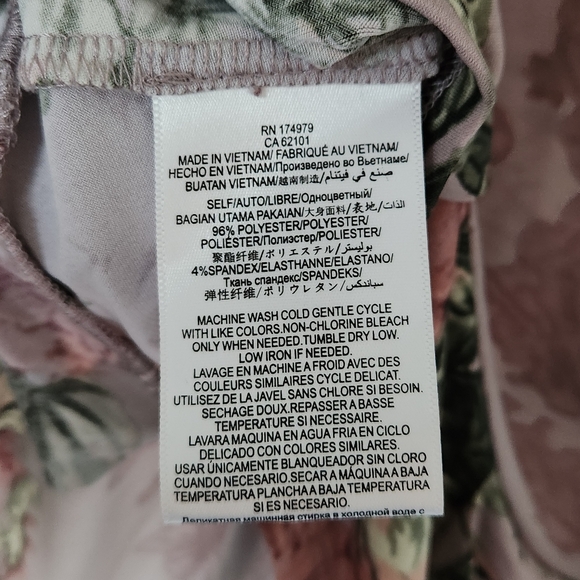 RN 174979
CA 62101
MADE IN VIETNAM/ FABRIQUÉ AU VIETNAM/
HECHO EN VIETNAM/Произведено во Вьетнаме/
BUATAN VIETNAM/越南制造/ صنع في فيتنام
SELF/AUTO/LIBRE/Одноцветный/
BAGIAN UTAMA PAKAIAN/大身面料/表地/الذات
96% POLYESTER/POLYESTER/
POLIÉSTER/Полиэстер/POLIESTER/
聚酯纤维/ポリエステル/بوليستر
4%SPANDEX/ELASTHANNE/ELASTANO/
Ткань спандекс/SPANDEKS/
弹性纤维/ポリウレタン/سباندكس
MACHINE WASH COLD GENTLE CYCLE
WITH LIKE COLORS.NON-CHLORINE BLEACH
ONLY WHEN NEEDED.TUMBLE DRY LOW.
LOW IRON IF NEEDED.
LAVAGE EN MACHINE A FROID AVEC DES
COULEURS SIMILAIRES CYCLE DELICAT.
UTILISEZ DE LA JAVEL SANS CHLORE SI BESOIN.
SECHAGE DOUX.REPASSER A BASSE
TEMPERATURE SI NECESSAIRE.
LAVARA MAQUINA EN AGUA FRIA EN CICLO
DELICADO CON COLORES SIMILARES.
USAR ÚNICAMENTE BLANQUEADOR SIN CLORO
CUANDO NECESARIO.SECAR A MÁQUINA A BAJA
TEMPERATURA PLANCHA A BAJA TEMPERATURA
SI ES NECESARIO.
Деликатная машинная стирка в холодной воде с